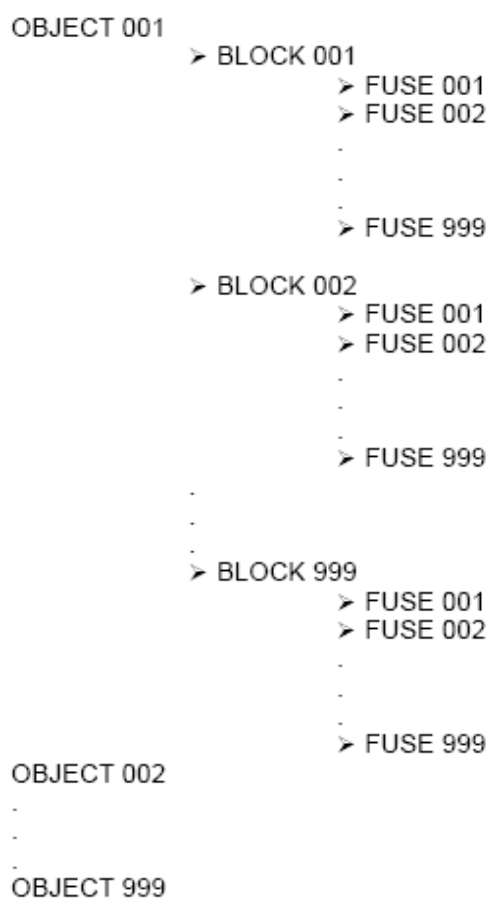 OBJECT 001
➢ BLOCK 001
➢ FUSE 001
➢ FUSE 002
.
.
.
➢ FUSE 999
➢ BLOCK 002
➢ FUSE 001
➢ FUSE 002
.
.
.
➢ FUSE 999
.
.
.
➢ BLOCK 999
➢ FUSE 001
➢ FUSE 002
.
.
.
➢ FUSE 999
OBJECT 002
.
.
.
OBJECT 999